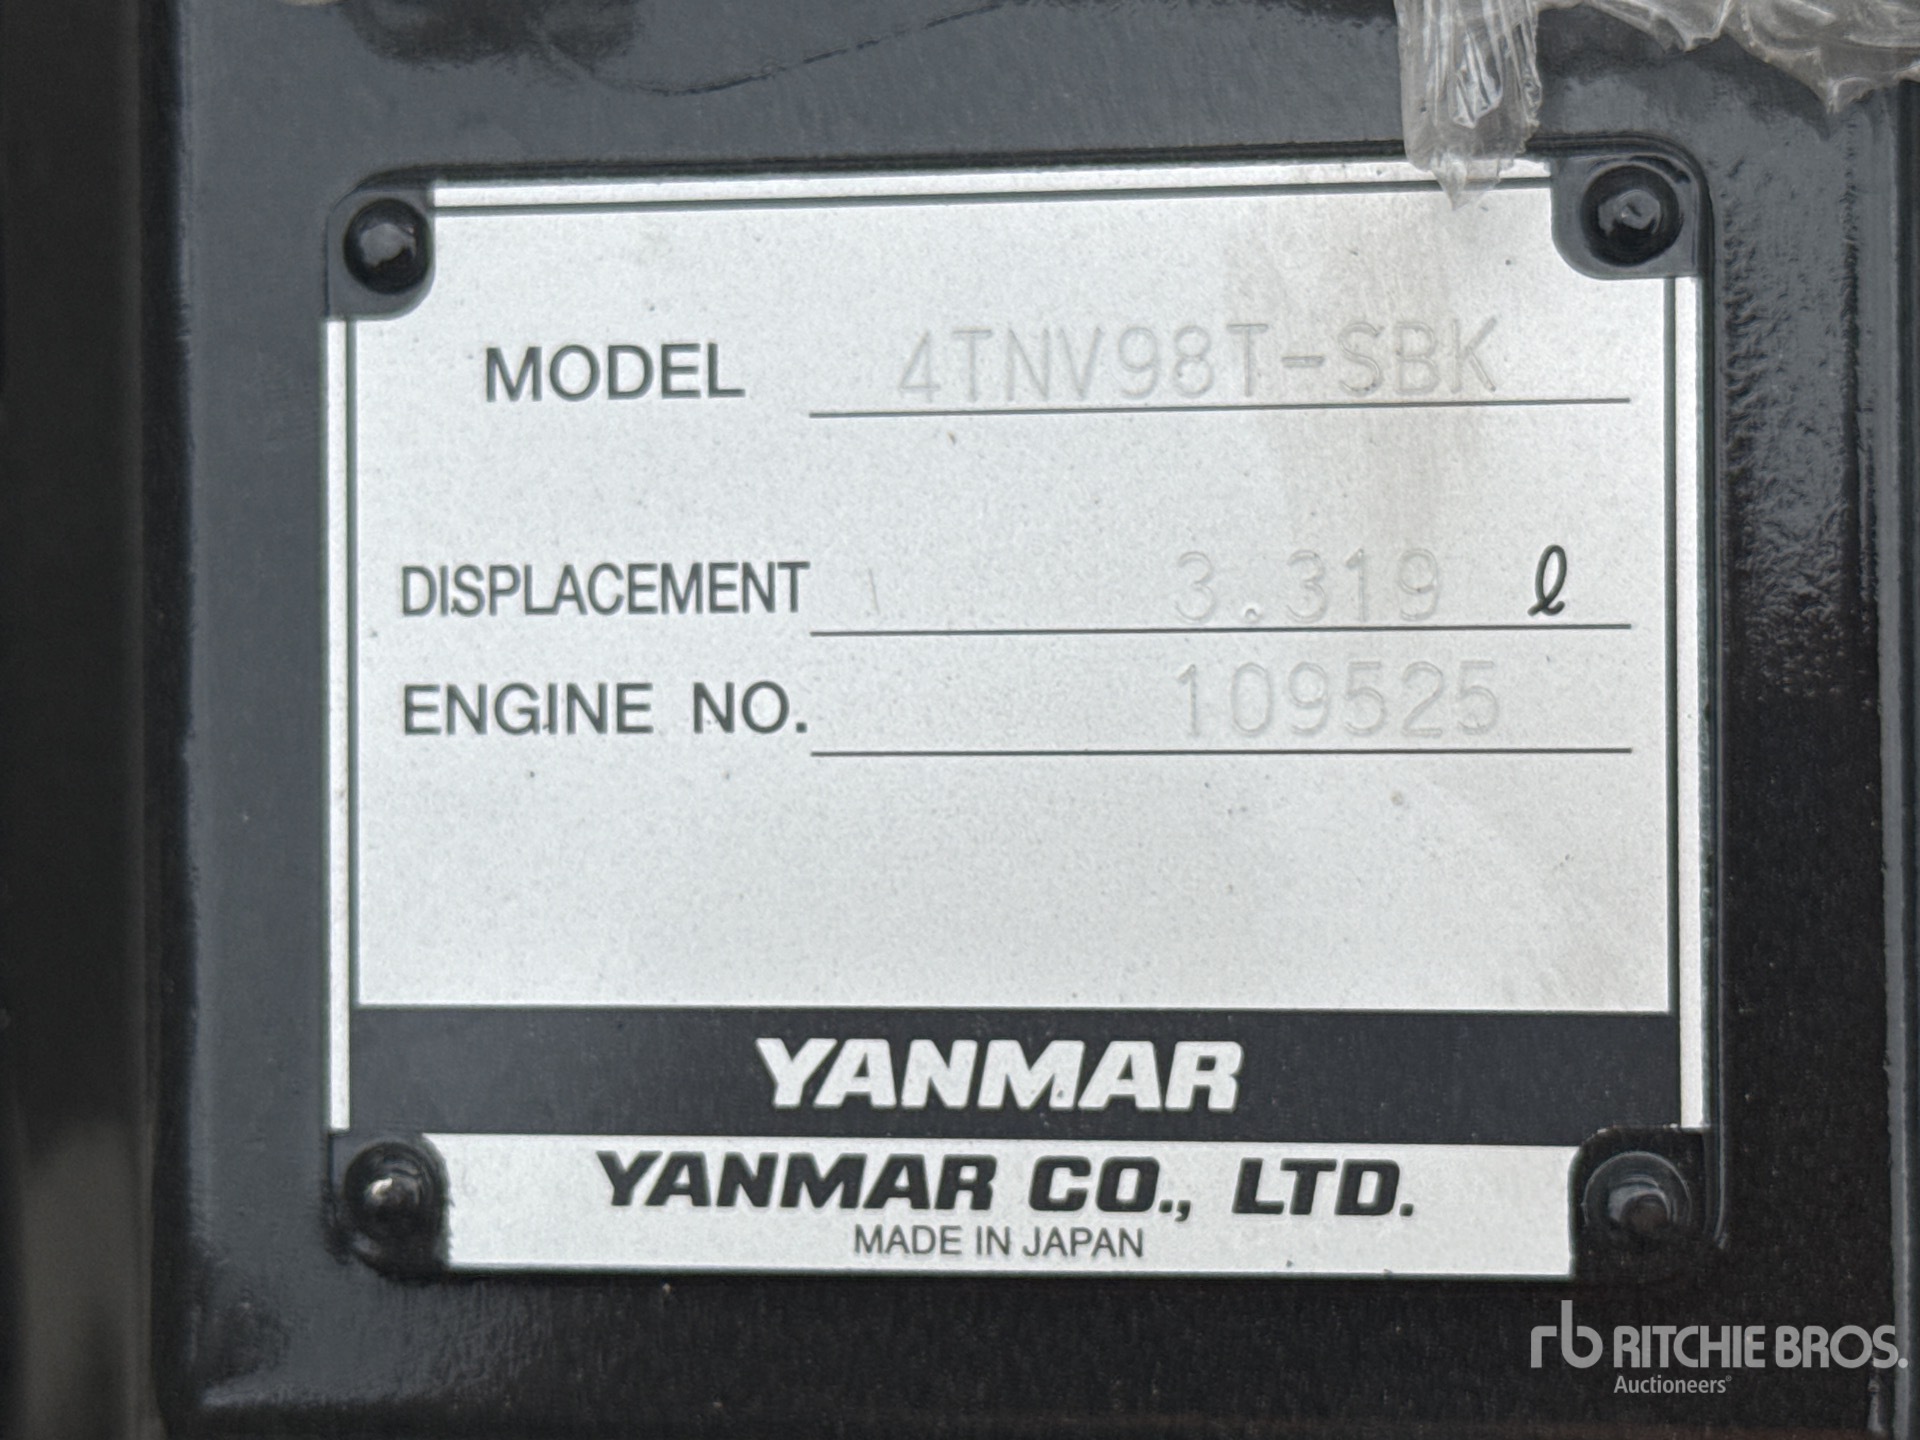 MODEL 4TNV98T-SBK
DISPLACEMENT 3.319 ℓ
ENGINE NO. 109525
YANMAR
YANMAR CO., LTD.
MADE IN JAPAN
rb RITCHIE BROS.
Auctioneers®